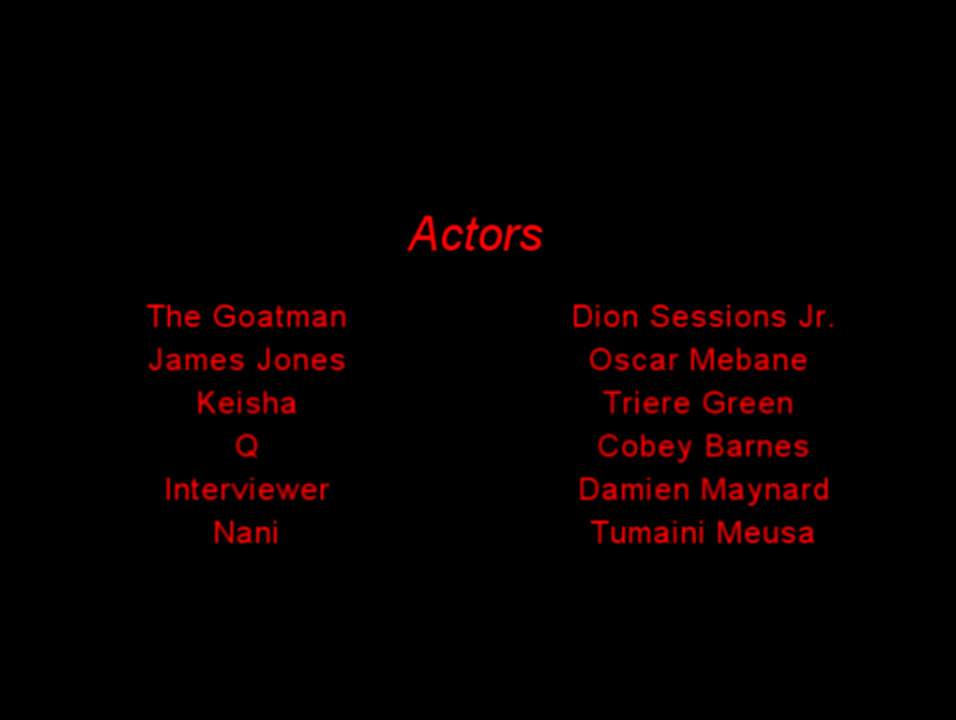 Actors
The Goatman Dion Sessions Jr.
James Jones Oscar Mebane
Keisha Triere Green
Q Cobey Barnes
Interviewer Damien Maynard
Nani Tumaini Meusa